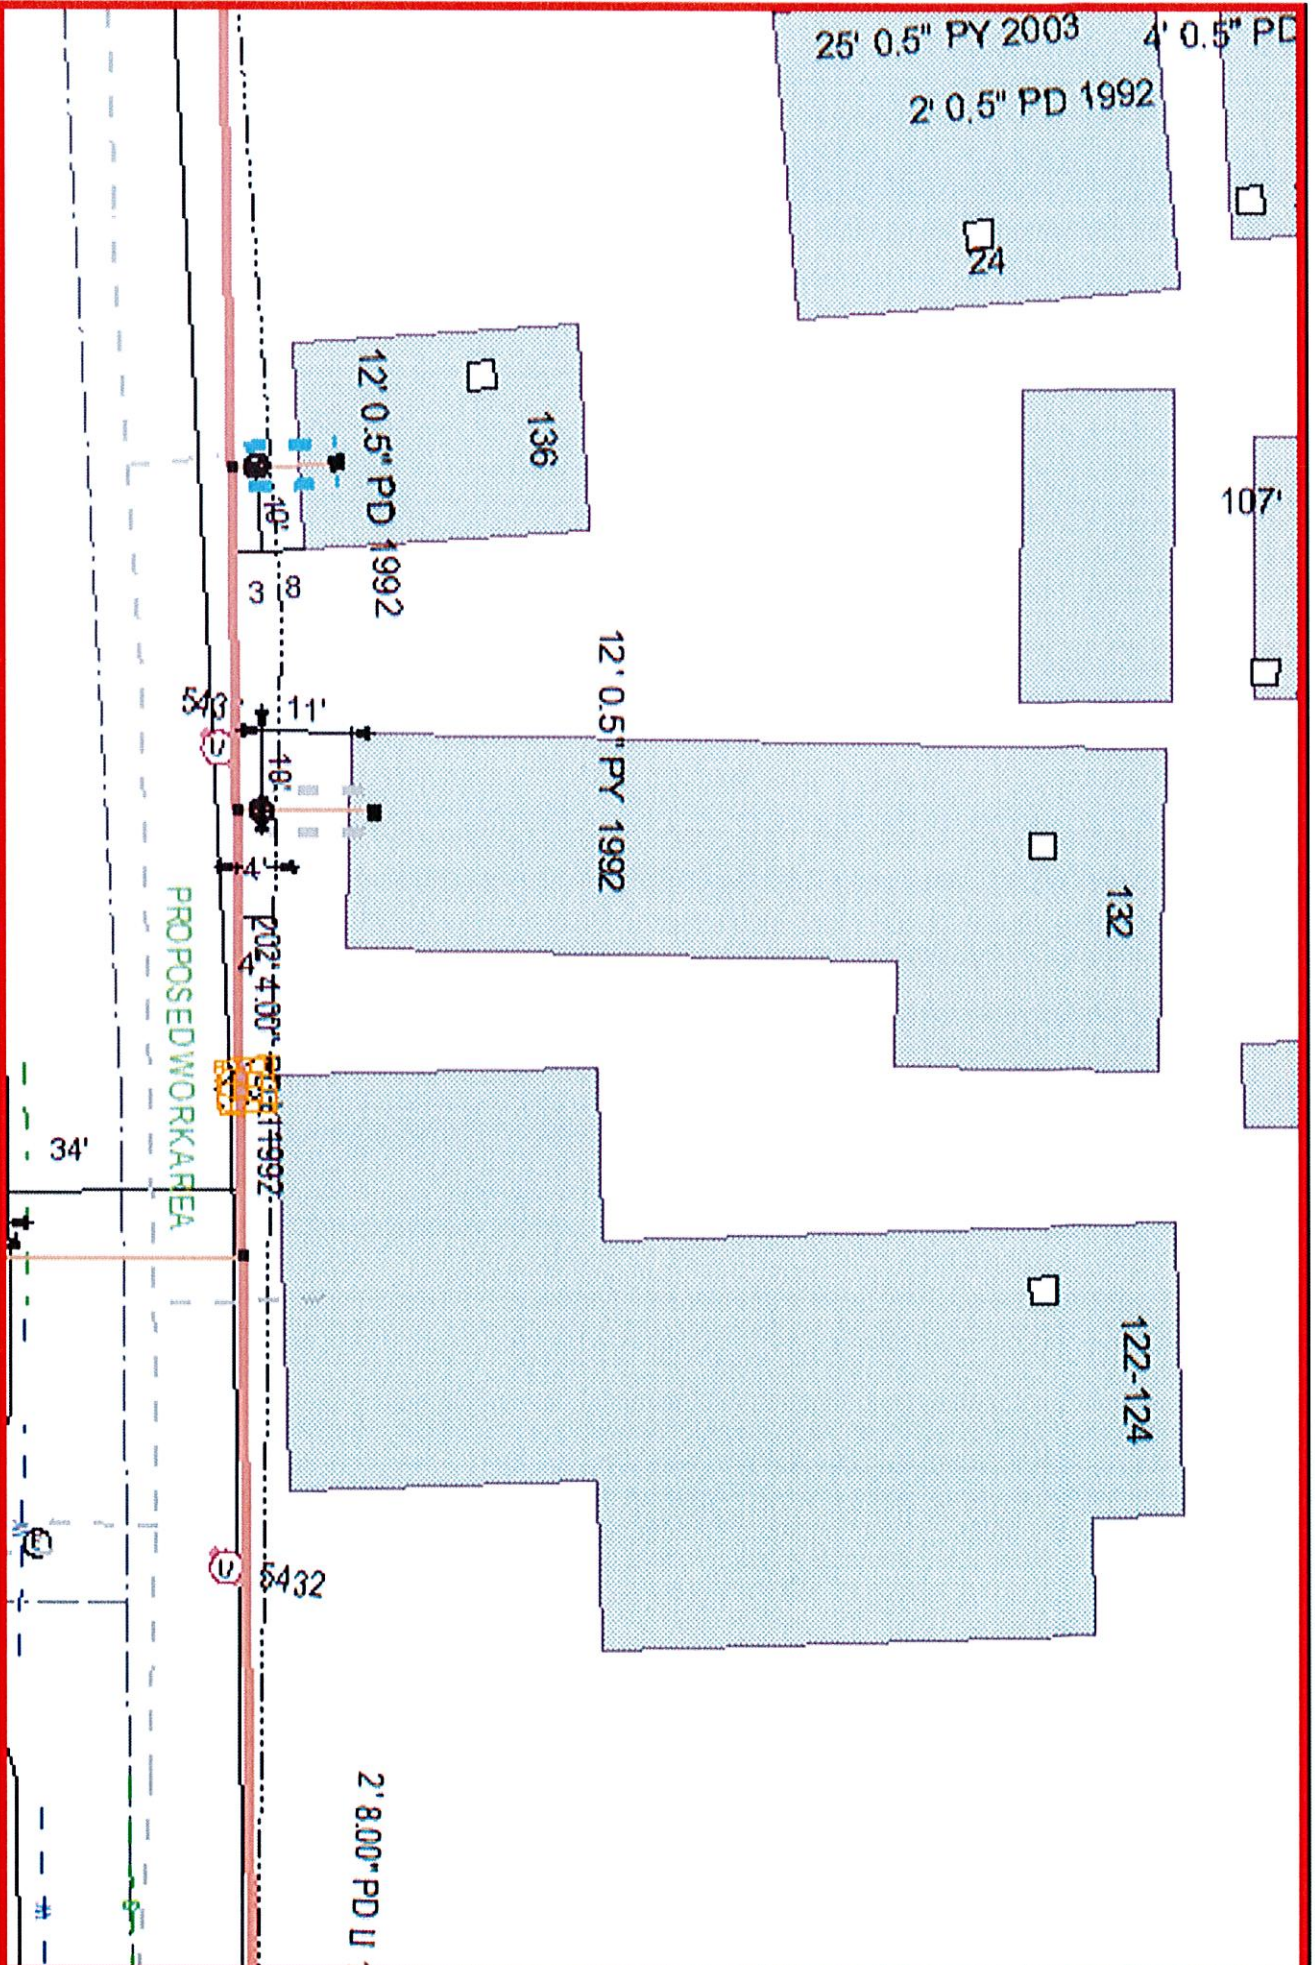 25' 0.5" PY 2003
4' 0.5" PD
2' 0.5" PD 1992
24
136
12' 0.5" PD 1992
107'
10'
3
8
12' 0.5" PY 1992
543
11'
18'
132
4'
4'
PROPOSED WORK AREA
34'
122-124
U
U
5432
2' 8.00" PD U